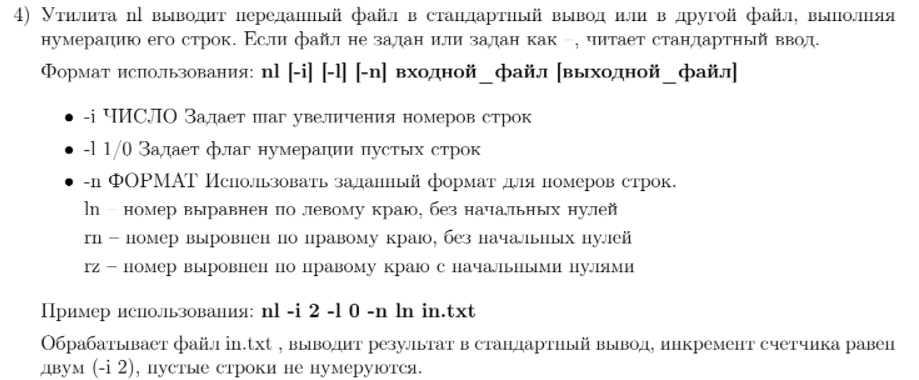 4) Утилита nl выводит переданный файл в стандартный вывод или в другой файл, выполняя
нумерацию его строк. Если файл не задан или задан как –, читает стандартный ввод.
Формат использования: nl [-i] [-l] [-n] входной_файл [выходной_файл]
• -i ЧИСЛО Задает шаг увеличения номеров строк
• -l 1/0 Задает флаг нумерации пустых строк
• -n ФОРМАТ Использовать заданный формат для номеров строк.
ln – номер выравнен по левому краю, без начальных нулей
rn – номер выровнен по правому краю, без начальных нулей
rz – номер выровнен по правому краю с начальными нулями
Пример использования: nl -i 2 -l 0 -n ln in.txt
Обрабатывает файл in.txt , выводит результат в стандартный вывод, инкремент счетчика равен
двум (-i 2), пустые строки не нумеруются.